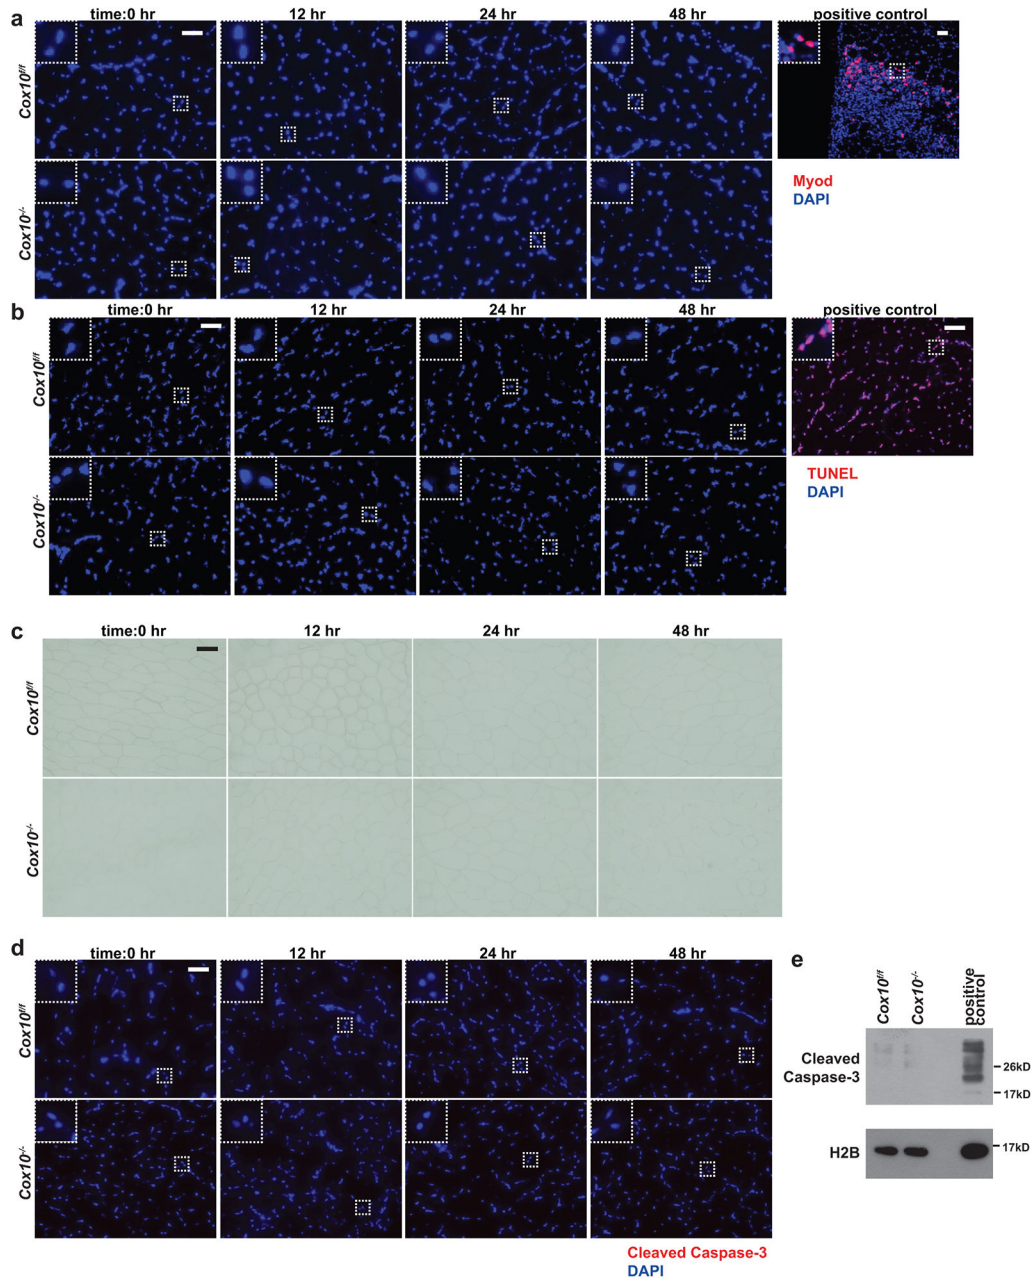 a
time:0 hr 12 hr 24 hr 48 hr positive control
Cox10f/f
Cox10-/-
Myod
DAPI
b
time:0 hr 12 hr 24 hr 48 hr positive control
Cox10f/f
Cox10-/-
TUNEL
DAPI
c
time:0 hr 12 hr 24 hr 48 hr
Cox10f/f
Cox10-/-
d
time:0 hr 12 hr 24 hr 48 hr
Cox10f/f
Cox10-/-
Cleaved Caspase-3
DAPI
e
Cox10f/f Cox10-/- positive
control
Cleaved
Caspase-3
26kD
17kD
H2B
17kD